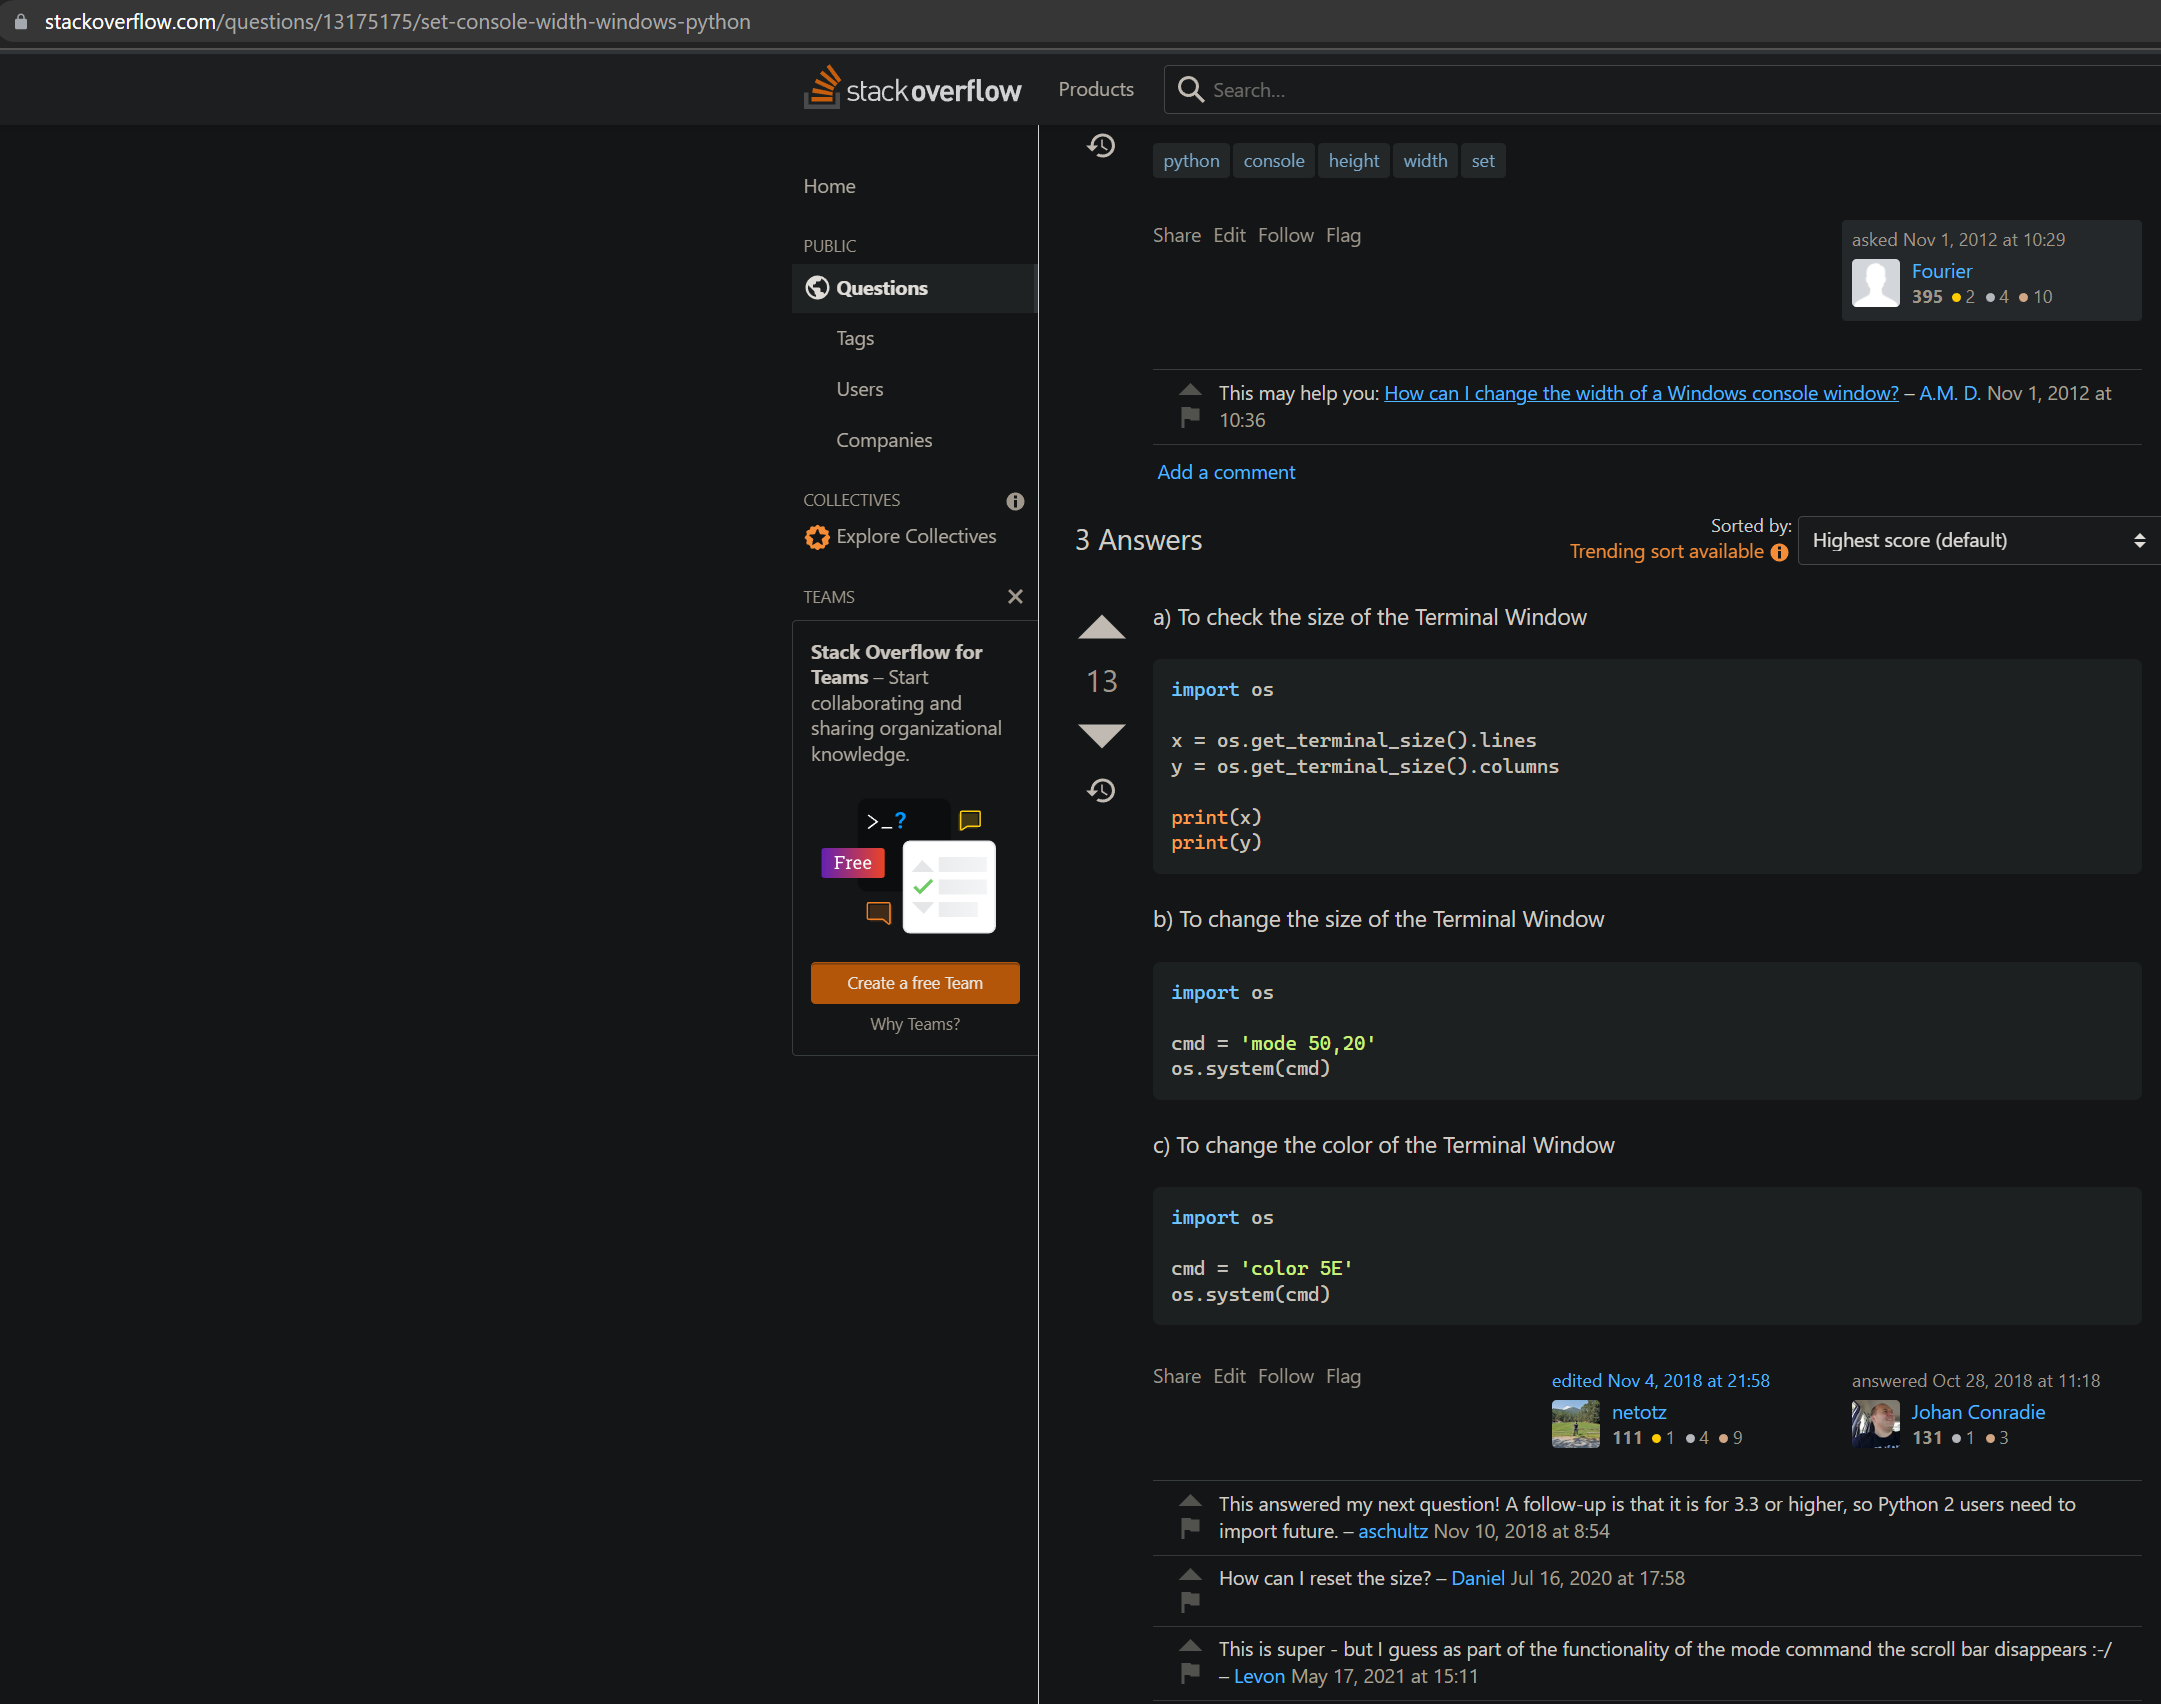 stackoverflow.com/questions/13175175/set-console-width-windows-python
stackoverflow
Products
Search...
Home
PUBLIC
Questions
Tags
Users
Companies
COLLECTIVES
Explore Collectives
TEAMS
Stack Overflow for
Teams – Start
collaborating and
sharing organizational
knowledge.
>_?
Free
Create a free Team
Why Teams?
python console height width set
Share Edit Follow Flag
asked Nov 1, 2012 at 10:29
Fourier
395 2 4 10
This may help you: How can I change the width of a Windows console window? – A.M. D. Nov 1, 2012 at
10:36
Add a comment
3 Answers
Sorted by:
Trending sort available
Highest score (default)
13
a) To check the size of the Terminal Window
import os
x = os.get_terminal_size().lines
y = os.get_terminal_size().columns
print(x)
print(y)
b) To change the size of the Terminal Window
import os
cmd = 'mode 50,20'
os.system(cmd)
c) To change the color of the Terminal Window
import os
cmd = 'color 5E'
os.system(cmd)
Share Edit Follow Flag
edited Nov 4, 2018 at 21:58
netotz
111 1 4 9
answered Oct 28, 2018 at 11:18
Johan Conradie
131 1 3
This answered my next question! A follow-up is that it is for 3.3 or higher, so Python 2 users need to
import future. – aschultz Nov 10, 2018 at 8:54
How can I reset the size? – Daniel Jul 16, 2020 at 17:58
This is super - but I guess as part of the functionality of the mode command the scroll bar disappears :-/
– Levon May 17, 2021 at 15:11